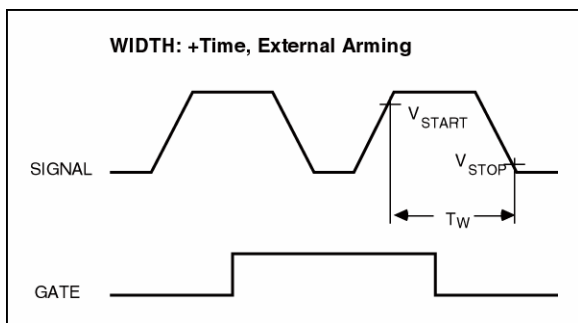 WIDTH: +Time, External Arming
VSTART
SIGNAL
VSTOP
TW
GATE